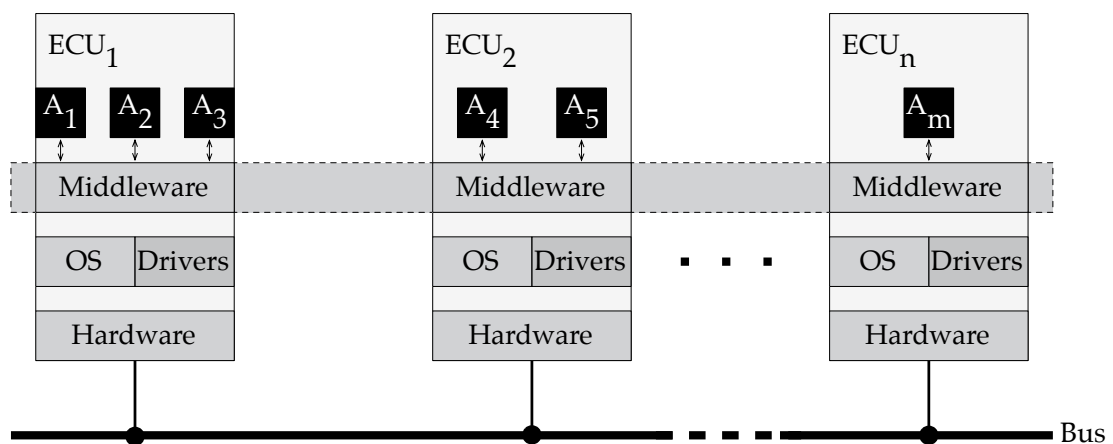 ECU1 ECU2 ECUn
A1 A2 A3 A4 A5 Am
Middleware Middleware Middleware
OS Drivers OS Drivers . . . OS Drivers
Hardware Hardware Hardware
Bus